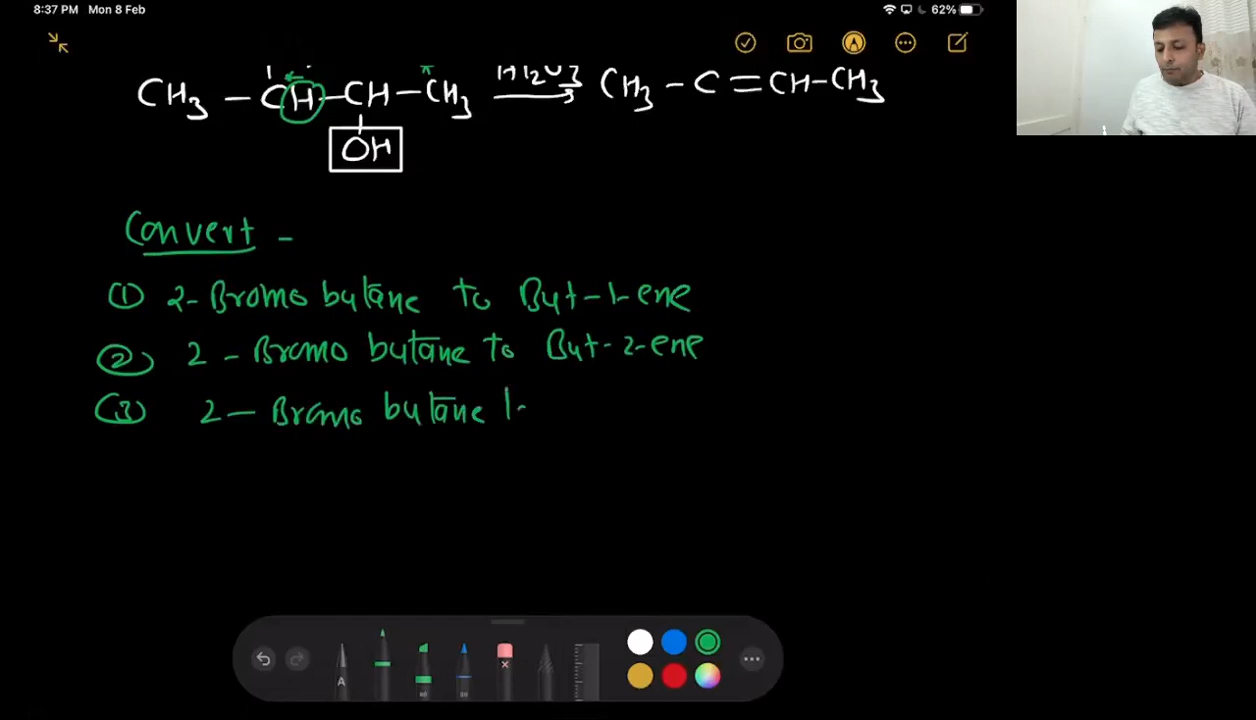 8:37 PM Mon 8 Feb 62%
CH3 - CH - CH - CH3 → CH3 - C = CH - CH3
OH
Convert -
① 2-Bromo butane to But-1-ene
② 2 - Bromo butane to But-2-ene
③ 2 - Bromo butane